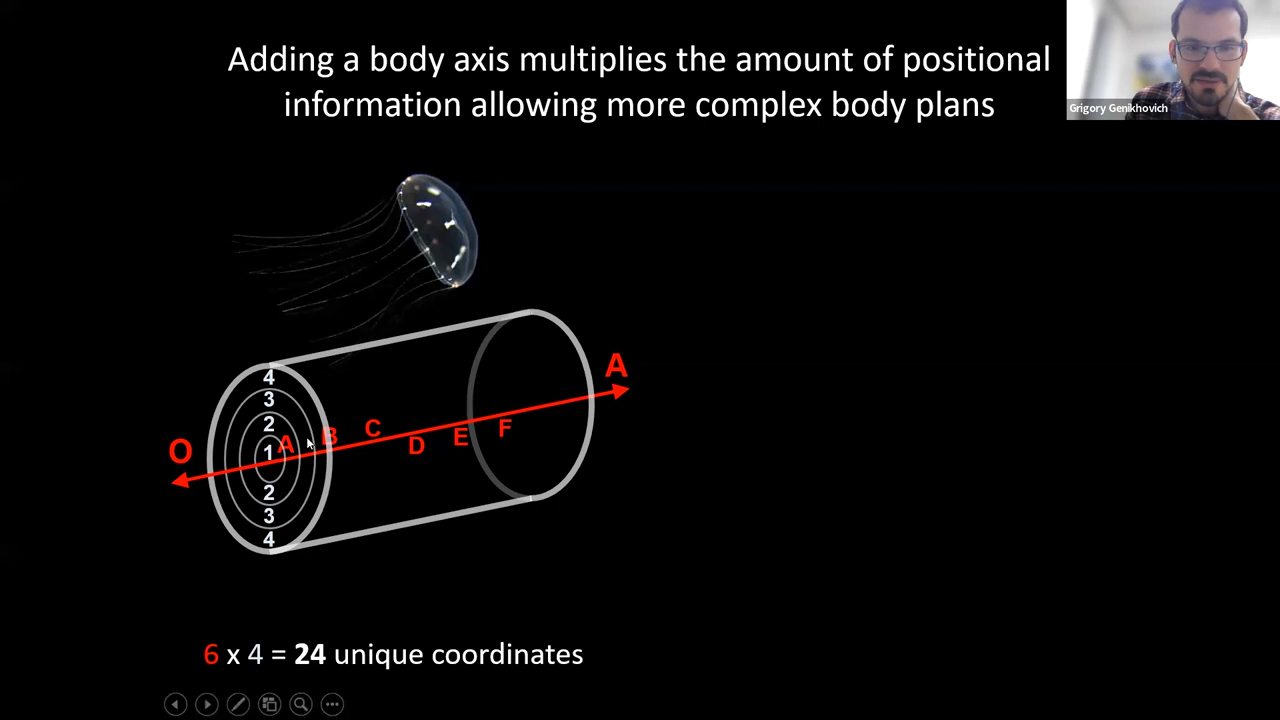 Adding a body axis multiplies the amount of positional
information allowing more complex body plans
Grigory Genikhovich
O
A
4
3
2
1
2
3
4
A
B
C
D
E
F
6 x 4 = 24 unique coordinates